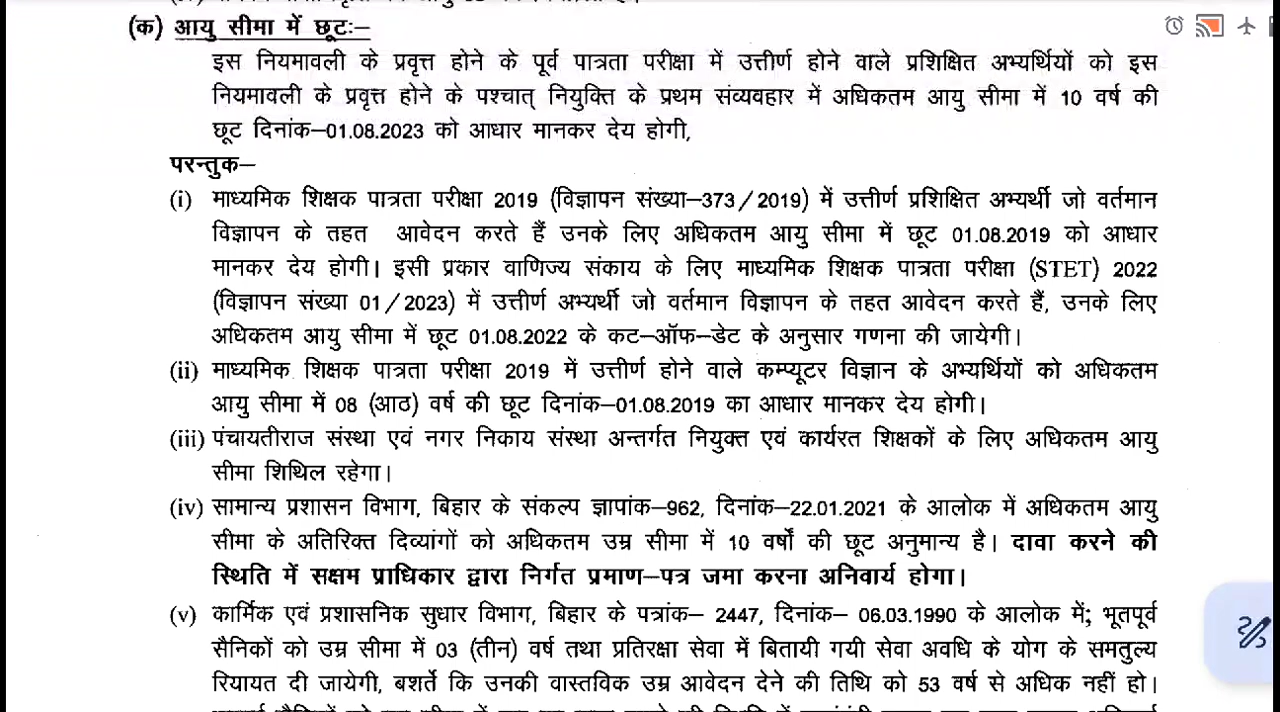 (क) आयु सीमा में छूटः–
इस नियमावली के प्रवृत्त होने के पूर्व पात्रता परीक्षा में उत्तीर्ण होने वाले प्रशिक्षित अभ्यर्थियों को इस
नियमावली के प्रवृत्त होने के पश्चात् नियुक्ति के प्रथम संव्यवहार में अधिकतम आयु सीमा में 10 वर्ष की
छूट दिनांक–01.08.2023 को आधार मानकर देय होगी,
परन्तुक–
(i) माध्यमिक शिक्षक पात्रता परीक्षा 2019 (विज्ञापन संख्या–373/2019) में उत्तीर्ण प्रशिक्षित अभ्यर्थी जो वर्तमान
विज्ञापन के तहत आवेदन करते हैं उनके लिए अधिकतम आयु सीमा में छूट 01.08.2019 को आधार
मानकर देय होगी। इसी प्रकार वाणिज्य संकाय के लिए माध्यमिक शिक्षक पात्रता परीक्षा (STET) 2022
(विज्ञापन संख्या 01/2023) में उत्तीर्ण अभ्यर्थी जो वर्तमान विज्ञापन के तहत आवेदन करते हैं, उनके लिए
अधिकतम आयु सीमा में छूट 01.08.2022 के कट–ऑफ–डेट के अनुसार गणना की जायेगी।
(ii) माध्यमिक शिक्षक पात्रता परीक्षा 2019 में उत्तीर्ण होने वाले कम्प्यूटर विज्ञान के अभ्यर्थियों को अधिकतम
आयु सीमा में 08 (आठ) वर्ष की छूट दिनांक–01.08.2019 का आधार मानकर देय होगी।
(iii) पंचायतीराज संस्था एवं नगर निकाय संस्था अन्तर्गत नियुक्त एवं कार्यरत शिक्षकों के लिए अधिकतम आयु
सीमा शिथिल रहेगा।
(iv) सामान्य प्रशासन विभाग, बिहार के संकल्प ज्ञापांक–962, दिनांक–22.01.2021 के आलोक में अधिकतम आयु
सीमा के अतिरिक्त दिव्यांगों को अधिकतम उम्र सीमा में 10 वर्षों की छूट अनुमान्य है। दावा करने की
स्थिति में सक्षम प्राधिकार द्वारा निर्गत प्रमाण–पत्र जमा करना अनिवार्य होगा।
(v) कार्मिक एवं प्रशासनिक सुधार विभाग, बिहार के पत्रांक– 2447, दिनांक– 06.03.1990 के आलोक में; भूतपूर्व
सैनिकों को उम्र सीमा में 03 (तीन) वर्ष तथा प्रतिरक्षा सेवा में बितायी गयी सेवा अवधि के योग के समतुल्य
रियायत दी जायेगी, बशर्ते कि उनकी वास्तविक उम्र आवेदन देने की तिथि को 53 वर्ष से अधिक नहीं हो।